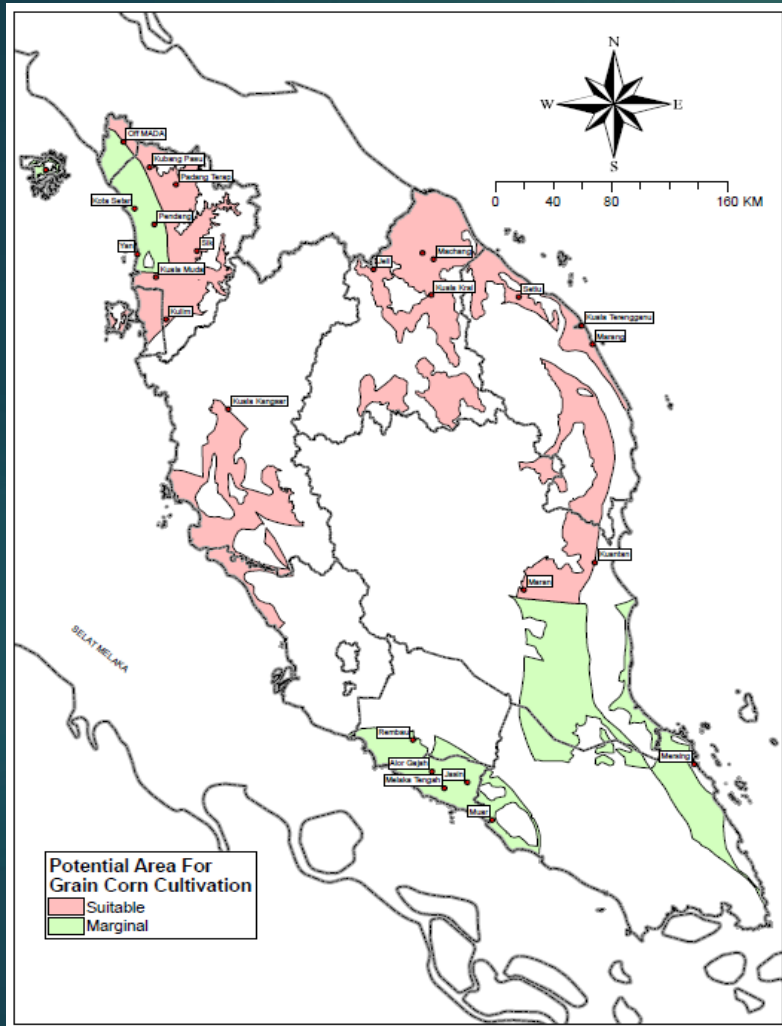 N
W
E
S
0
40
80
160 KM
Off MADA
Kubang Pasu
Padang Terap
Kota Setar
Pendang
Yan
Sik
Kuala Muda
Kulim
Machang
Jeli
Kuala Krai
Setiu
Kuala Terengganu
Marang
Kuala Kangsar
Kuantan
Maran
SELAT MELAKA
Rembau
Alor Gajah
Jasin
Melaka Tengah
Muar
Mersing
Potential Area For
Grain Corn Cultivation
Suitable
Marginal